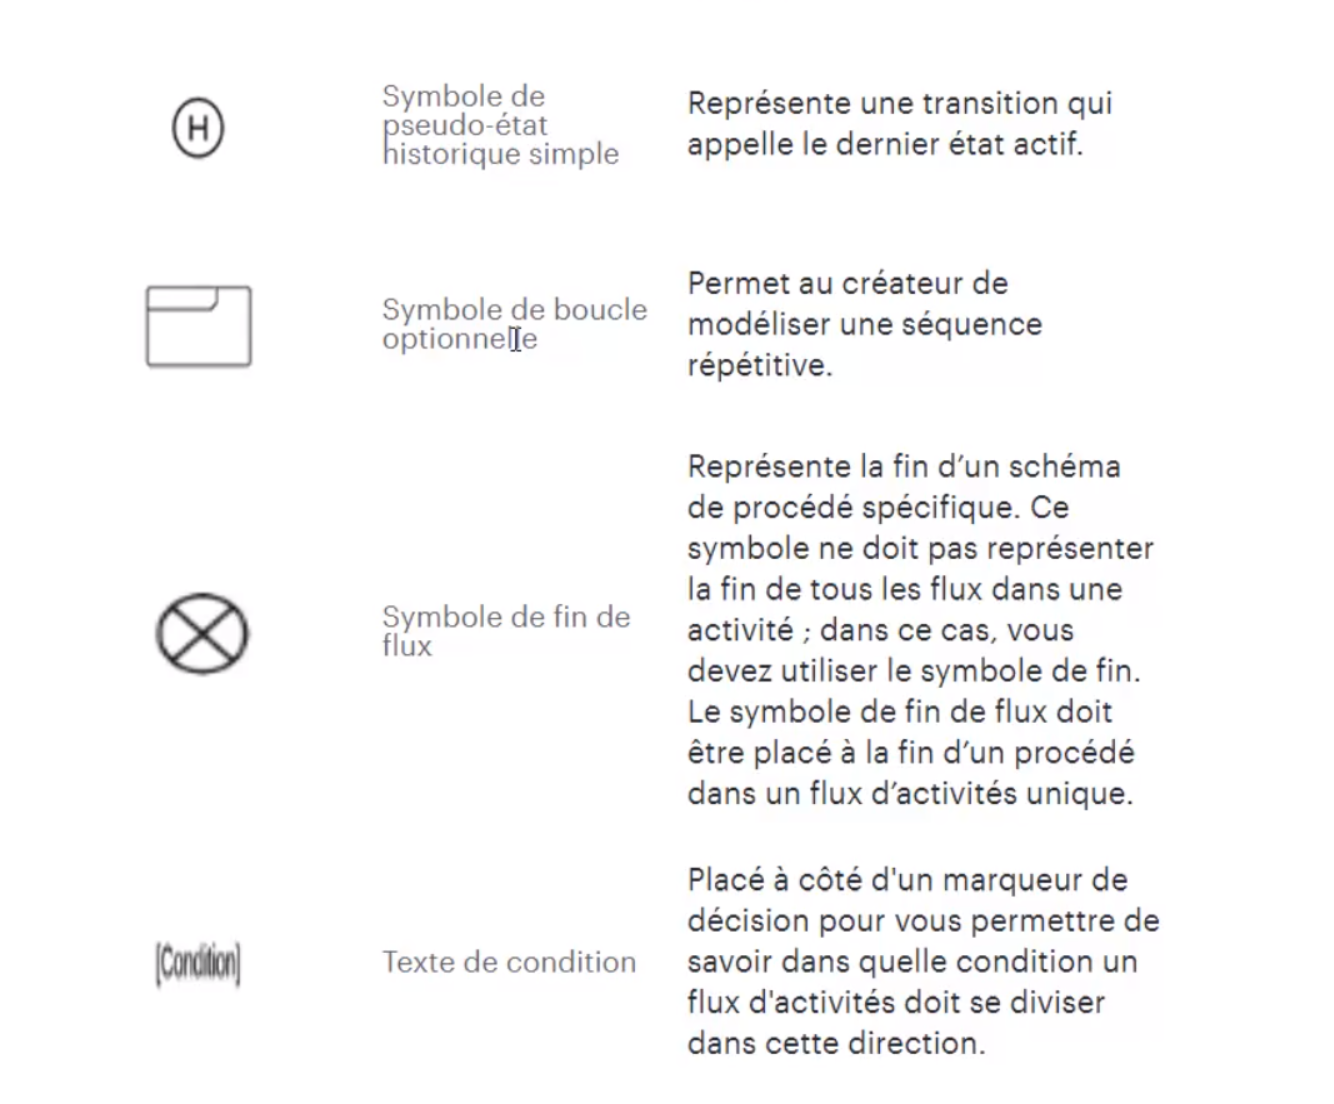 H
Symbole de
pseudo-état
historique simple
Représente une transition qui
appelle le dernier état actif.
Symbole de boucle
optionnelle
Permet au créateur de
modéliser une séquence
répétitive.
Symbole de fin de
flux
Représente la fin d’un schéma
de procédé spécifique. Ce
symbole ne doit pas représenter
la fin de tous les flux dans une
activité ; dans ce cas, vous
devez utiliser le symbole de fin.
Le symbole de fin de flux doit
être placé à la fin d’un procédé
dans un flux d’activités unique.
[Condition]
Texte de condition
Placé à côté d'un marqueur de
décision pour vous permettre de
savoir dans quelle condition un
flux d'activités doit se diviser
dans cette direction.